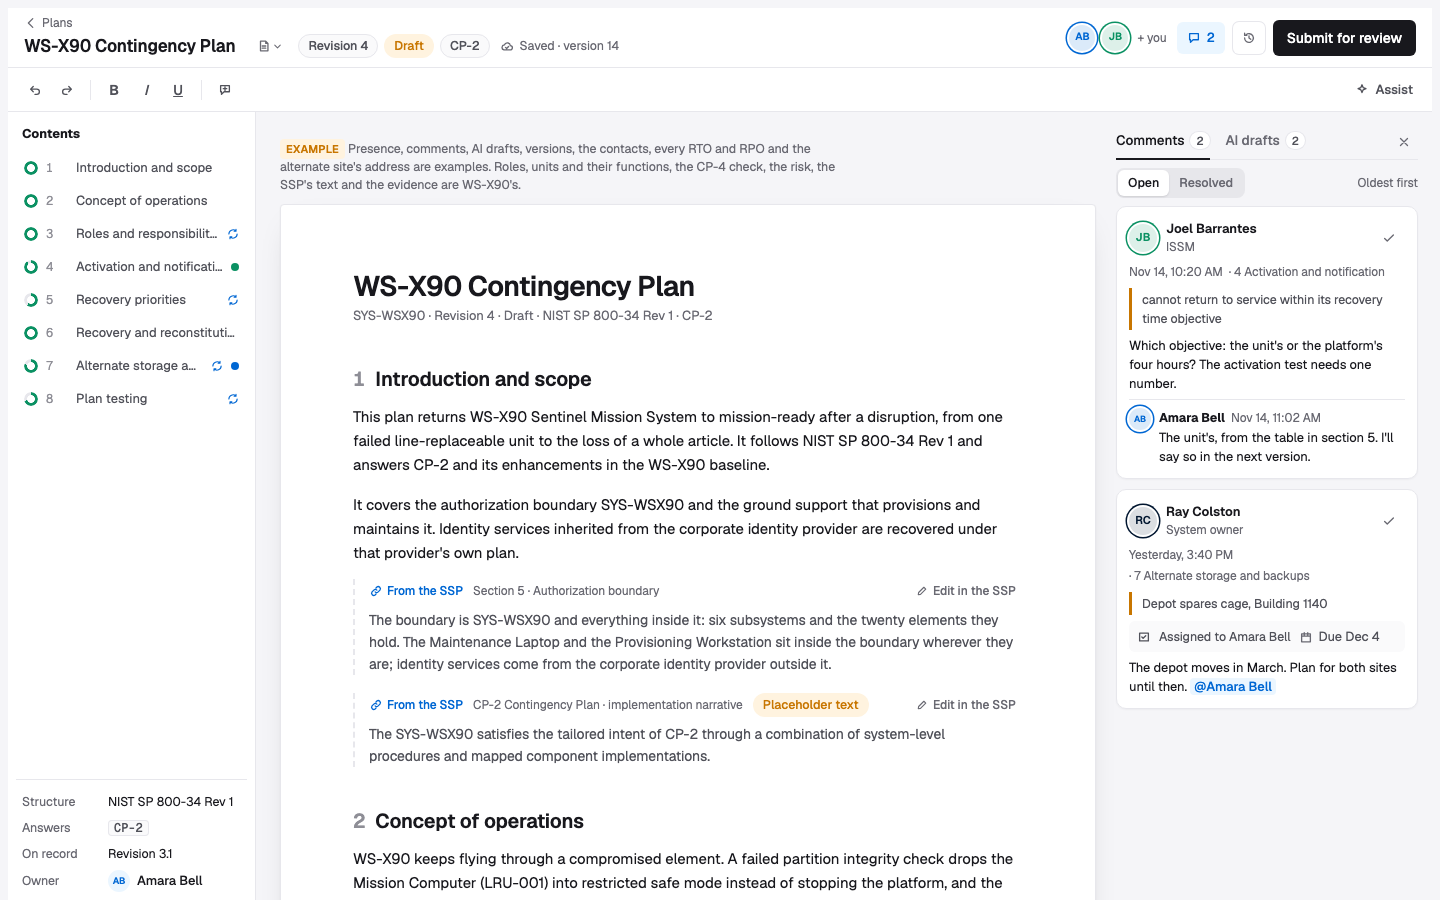 Plans
WS-X90 Contingency Plan
Revision 4
Draft
CP-2
Saved · version 14
AB
JB
+ you
2
Submit for review
B
I
U
Assist
Contents
1 Introduction and scope
2 Concept of operations
3 Roles and responsibilit...
4 Activation and notificati...
5 Recovery priorities
6 Recovery and reconstituti...
7 Alternate storage a...
8 Plan testing
Structure NIST SP 800-34 Rev 1
Answers CP-2
On record Revision 3.1
Owner AB Amara Bell
EXAMPLE Presence, comments, AI drafts, versions, the contacts, every RTO and RPO and the
alternate site's address are examples. Roles, units and their functions, the CP-4 check, the risk, the
SSP's text and the evidence are WS-X90's.
WS-X90 Contingency Plan
SYS-WSX90 · Revision 4 · Draft · NIST SP 800-34 Rev 1 · CP-2
1 Introduction and scope
This plan returns WS-X90 Sentinel Mission System to mission-ready after a disruption, from one
failed line-replaceable unit to the loss of a whole article. It follows NIST SP 800-34 Rev 1 and
answers CP-2 and its enhancements in the WS-X90 baseline.
It covers the authorization boundary SYS-WSX90 and the ground support that provisions and
maintains it. Identity services inherited from the corporate identity provider are recovered under
that provider's own plan.
From the SSP Section 5 · Authorization boundary Edit in the SSP
The boundary is SYS-WSX90 and everything inside it: six subsystems and the twenty elements they
hold. The Maintenance Laptop and the Provisioning Workstation sit inside the boundary wherever they
are; identity services come from the corporate identity provider outside it.
From the SSP CP-2 Contingency Plan · implementation narrative Placeholder text Edit in the SSP
The SYS-WSX90 satisfies the tailored intent of CP-2 through a combination of system-level
procedures and mapped component implementations.
2 Concept of operations
WS-X90 keeps flying through a compromised element. A failed partition integrity check drops the
Mission Computer (LRU-001) into restricted safe mode instead of stopping the platform, and the
Comments 2
AI drafts 2
Open
Resolved
Oldest first
JB
Joel Barrantes
ISSM
Nov 14, 10:20 AM · 4 Activation and notification
cannot return to service within its recovery
time objective
Which objective: the unit's or the platform's
four hours? The activation test needs one
number.
AB
Amara Bell Nov 14, 11:02 AM
The unit's, from the table in section 5. I'll
say so in the next version.
RC
Ray Colston
System owner
Yesterday, 3:40 PM
· 7 Alternate storage and backups
Depot spares cage, Building 1140
Assigned to Amara Bell Due Dec 4
The depot moves in March. Plan for both sites
until then. @Amara Bell